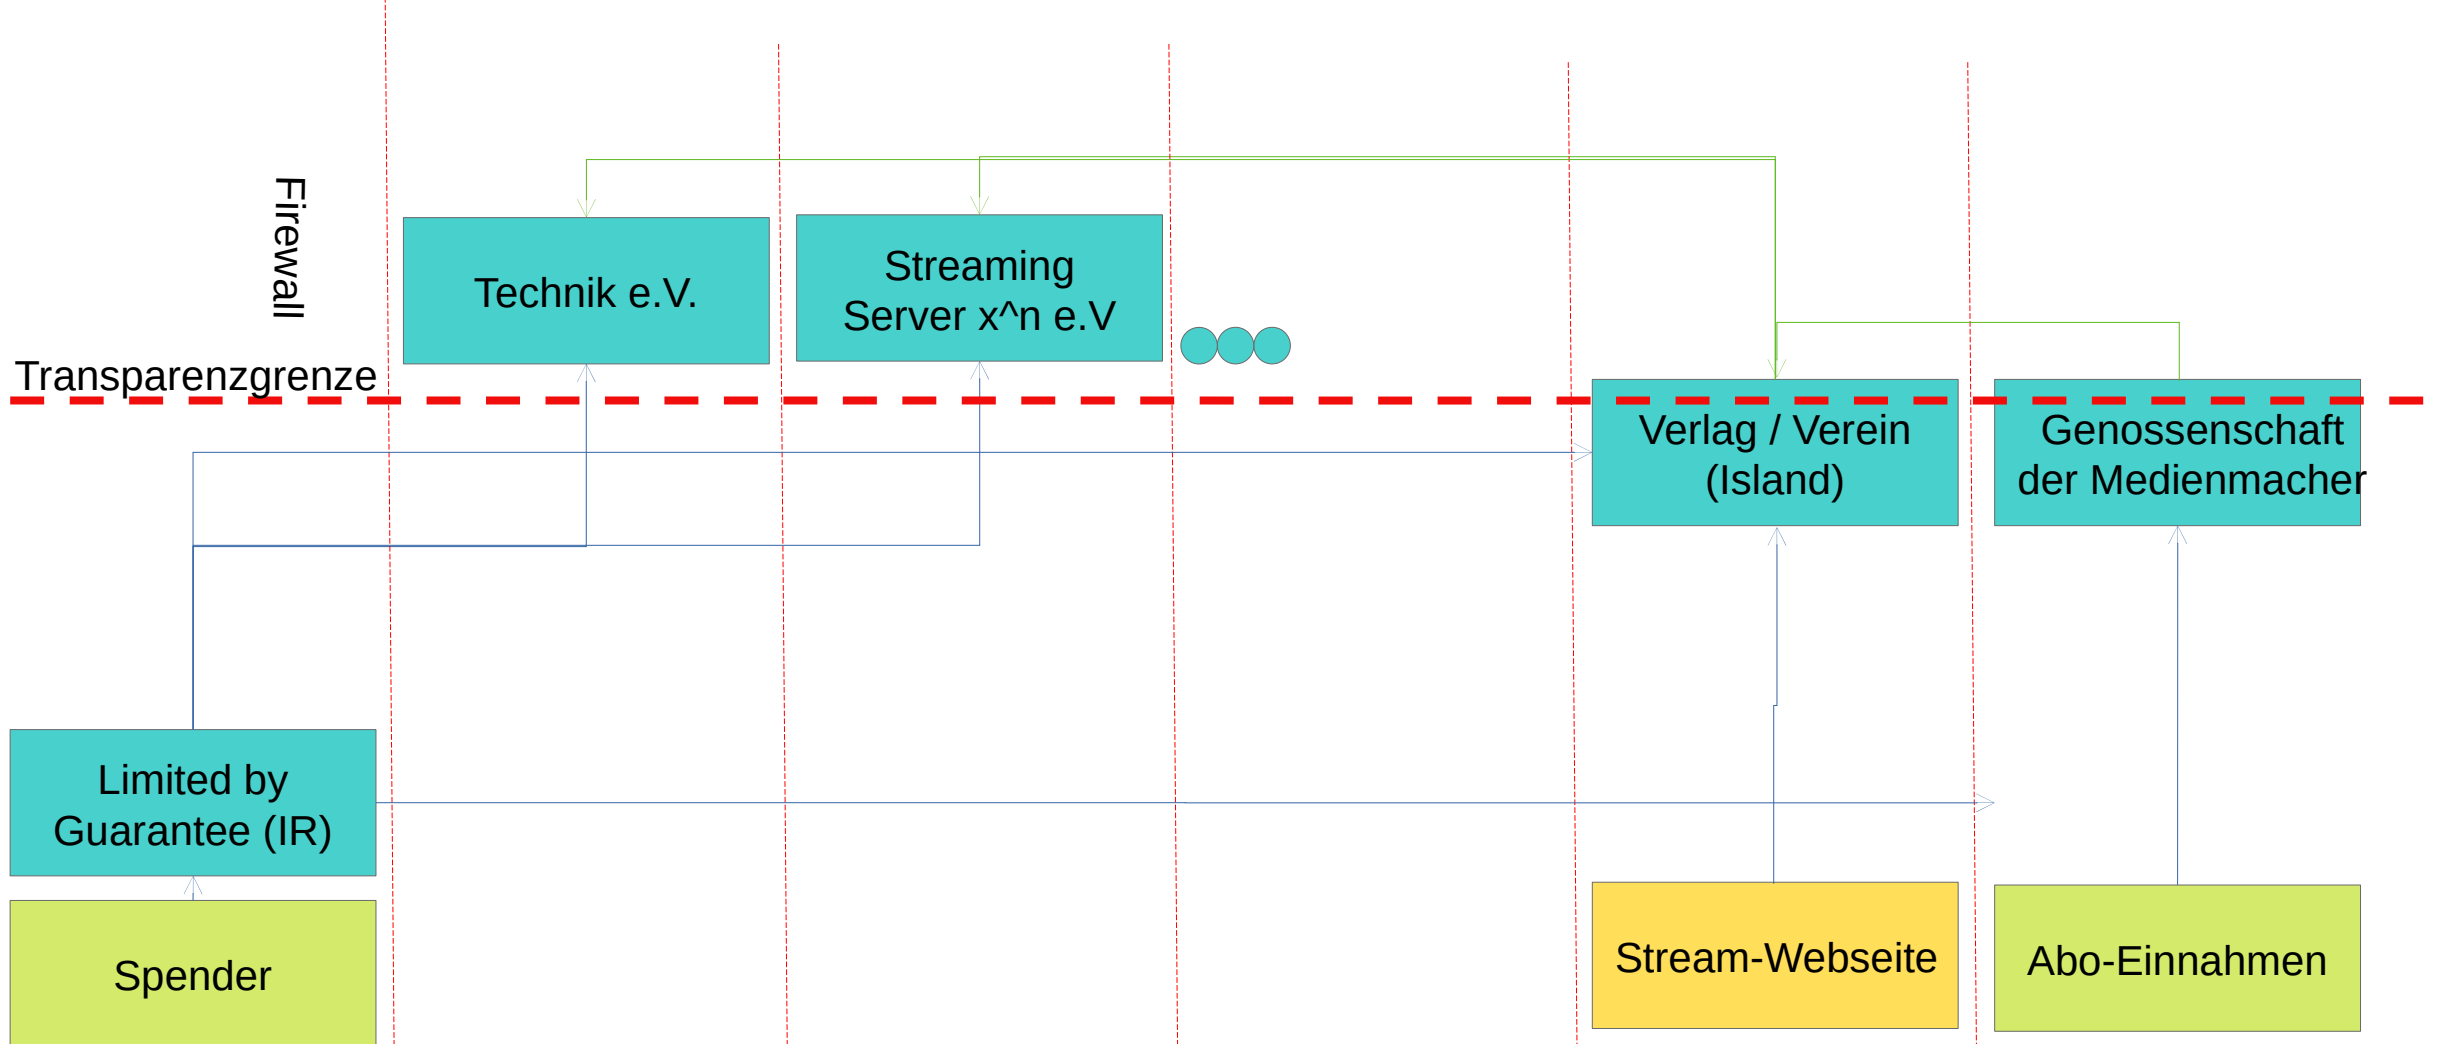 Firewall
Transparenzgrenze
Technik e.V.
Streaming
Server x^n e.V
Verlag / Verein
(Island)
Genossenschaft
der Medienmacher
Limited by
Guarantee (IR)
Spender
Stream-Webseite
Abo-Einnahmen